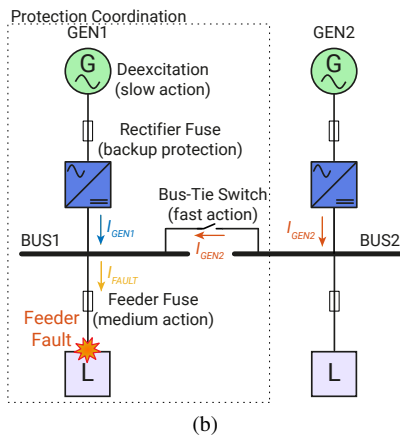 Protection Coordination
GEN1
GEN2
G
Deexcitation
(slow action)
G
Rectifier Fuse
(backup protection)
Bus-Tie Switch
(fast action)
I_GEN1
I_GEN2
I_GEN2
BUS1
BUS2
I_FAULT
Feeder Fuse
(medium action)
Feeder
Fault
L
L
(b)